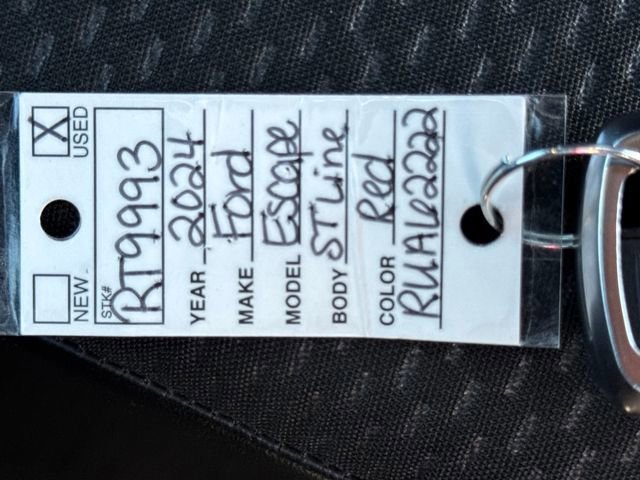 NEW X USED
STK# RT9993
YEAR 2024
MAKE Ford
MODEL Escape
BODY ST Line
COLOR Red
RUA62222